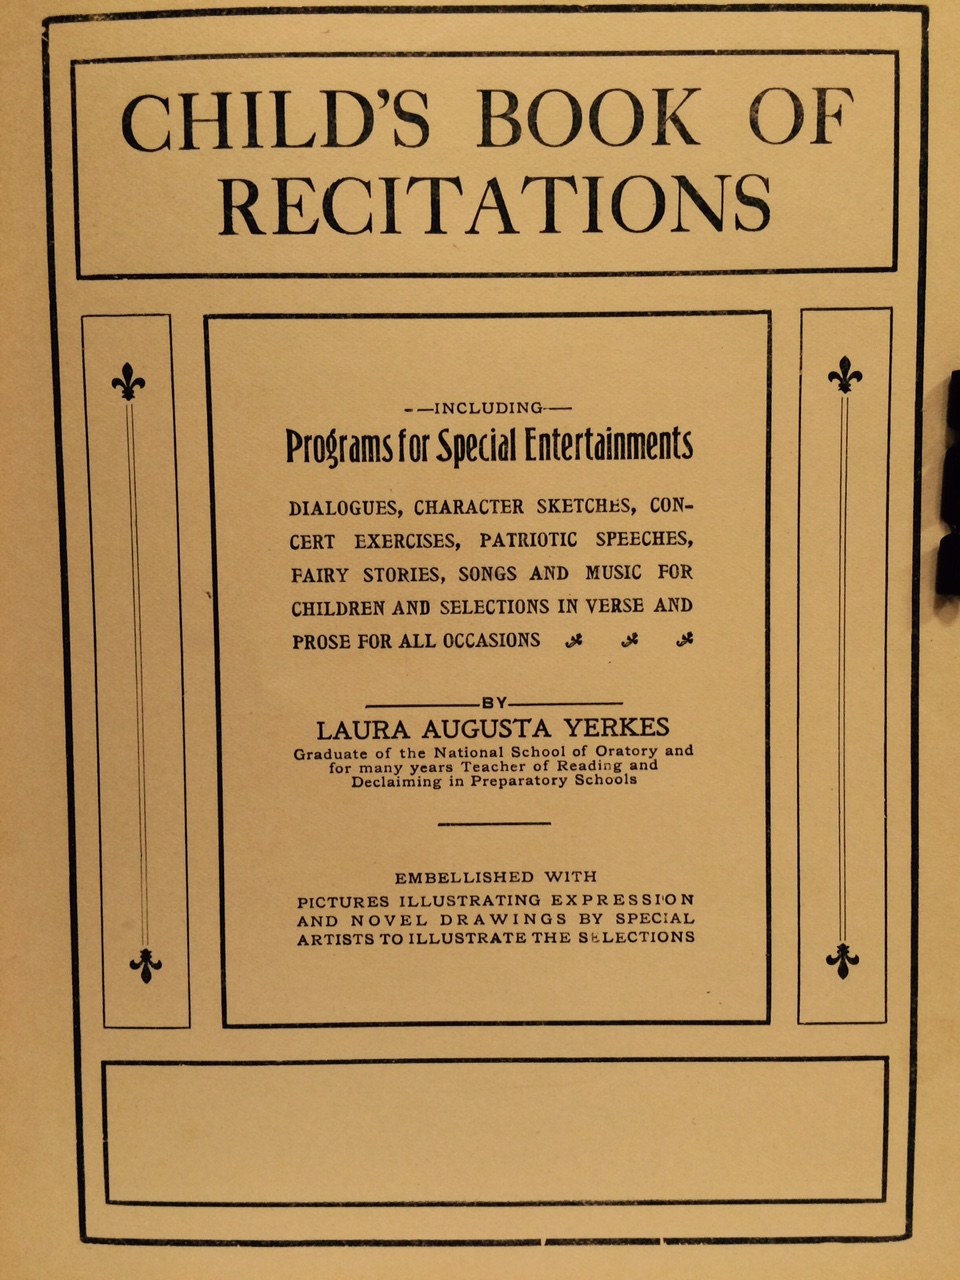 CHILD'S BOOK OF
RECITATIONS
--—INCLUDING-—
Programs for Special Entertainments
DIALOGUES, CHARACTER SKETCHES, CON-
CERT EXERCISES, PATRIOTIC SPEECHES,
FAIRY STORIES, SONGS AND MUSIC FOR
CHILDREN AND SELECTIONS IN VERSE AND
PROSE FOR ALL OCCASIONS
BY
LAURA AUGUSTA YERKES
Graduate of the National School of Oratory and
for many years Teacher of Reading and
Declaiming in Preparatory Schools
EMBELLISHED WITH
PICTURES ILLUSTRATING EXPRESSION
AND NOVEL DRAWINGS BY SPECIAL
ARTISTS TO ILLUSTRATE THE SELECTIONS